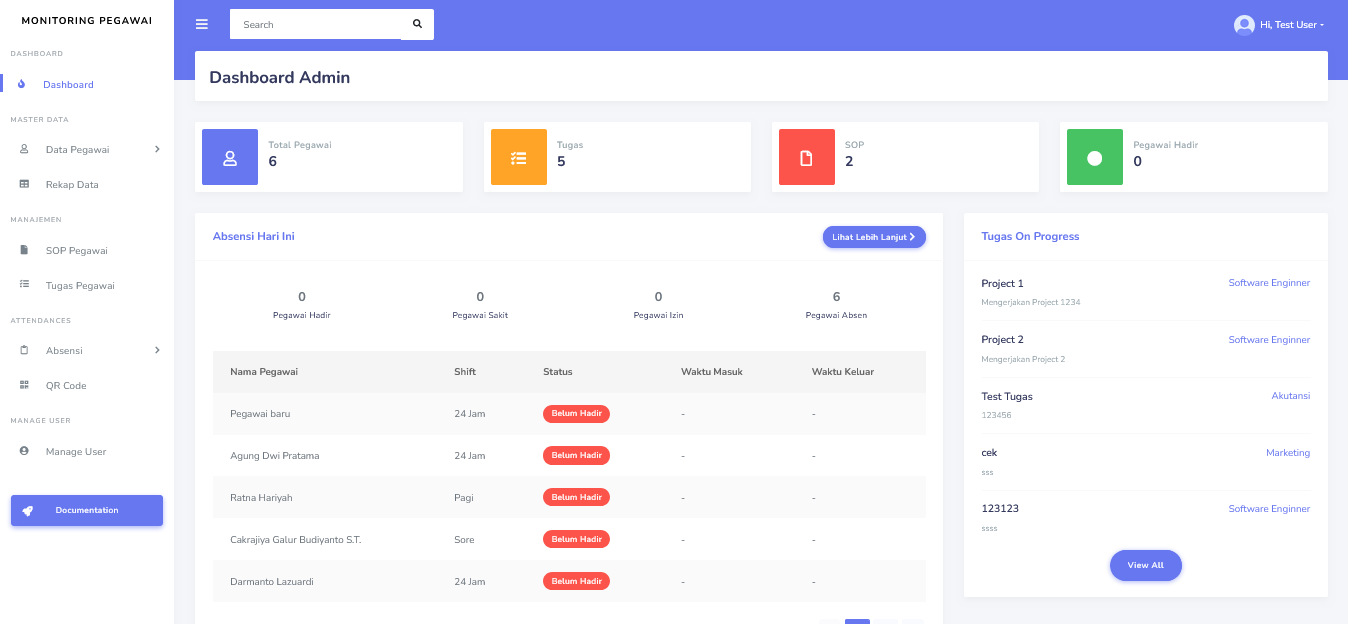 MONITORING PEGAWAI
DASHBOARD
Dashboard
MASTER DATA
Data Pegawai
Rekap Data
MANAJEMEN
SOP Pegawai
Tugas Pegawai
ATTENDANCES
Absensi
QR Code
MANAGE USER
Manage User
Documentation
Search
Hi, Test User
Dashboard Admin
Total Pegawai
6
Tugas
5
SOP
2
Pegawai Hadir
0
Absensi Hari Ini
Lihat Lebih Lanjut
0 0 0 6
Pegawai Hadir Pegawai Sakit Pegawai Izin Pegawai Absen
Nama Pegawai Shift Status Waktu Masuk Waktu Keluar
Pegawai baru 24 Jam Belum Hadir - -
Agung Dwi Pratama 24 Jam Belum Hadir - -
Ratna Hariyah Pagi Belum Hadir - -
Cakrajiya Galur Budiyanto S.T. Sore Belum Hadir - -
Darmanto Lazuardi 24 Jam Belum Hadir - -
Tugas On Progress
Project 1 Software Enginner
Mengerjakan Project 1234
Project 2 Software Enginner
Mengerjakan Project 2
Test Tugas Akutansi
123456
cek Marketing
sss
123123 Software Enginner
ssss
View All